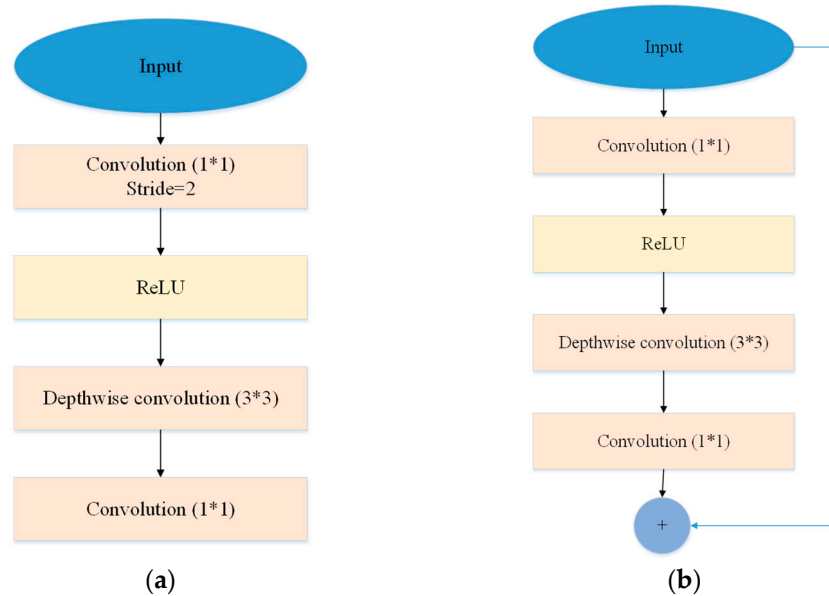 Input
Convolution (1*1)
Stride=2
ReLU
Depthwise convolution (3*3)
Convolution (1*1)
(a)
Input
Convolution (1*1)
ReLU
Depthwise convolution (3*3)
Convolution (1*1)
+
(b)